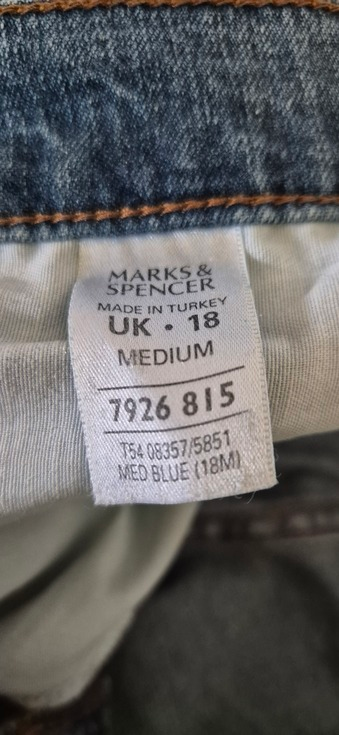 MARKS &
SPENCER
MADE IN TURKEY
UK • 18
MEDIUM
7926 815
T54 08357/5851
MED BLUE (18M)